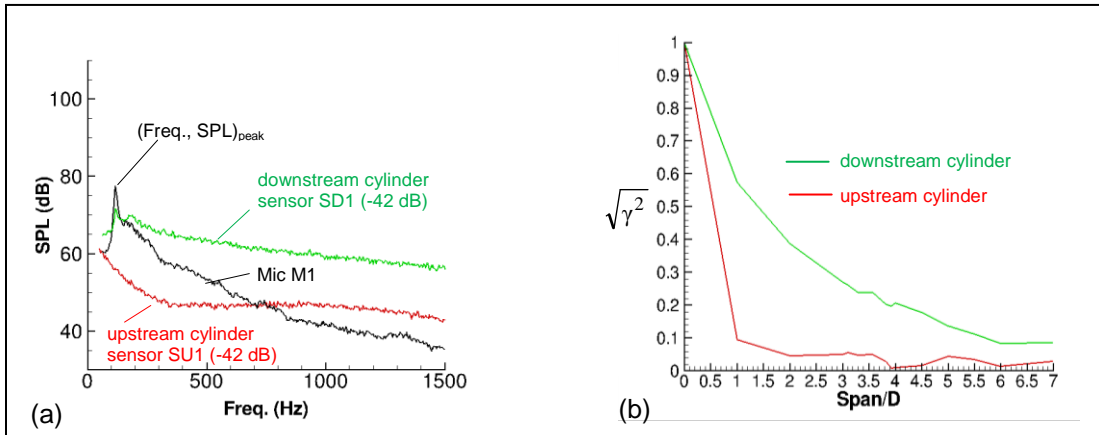 100
80
60
40
SPL (dB)
(Freq., SPL)peak
downstream cylinder
sensor SD1 (-42 dB)
Mic M1
upstream cylinder
sensor SU1 (-42 dB)
0 500 1000 1500
Freq. (Hz)
(a)
1
0.9
0.8
0.7
0.6
0.5
0.4
0.3
0.2
0.1
0
√γ²
downstream cylinder
upstream cylinder
0 0.5 1 1.5 2 2.5 3 3.5 4 4.5 5 5.5 6 6.5 7
Span/D
(b)